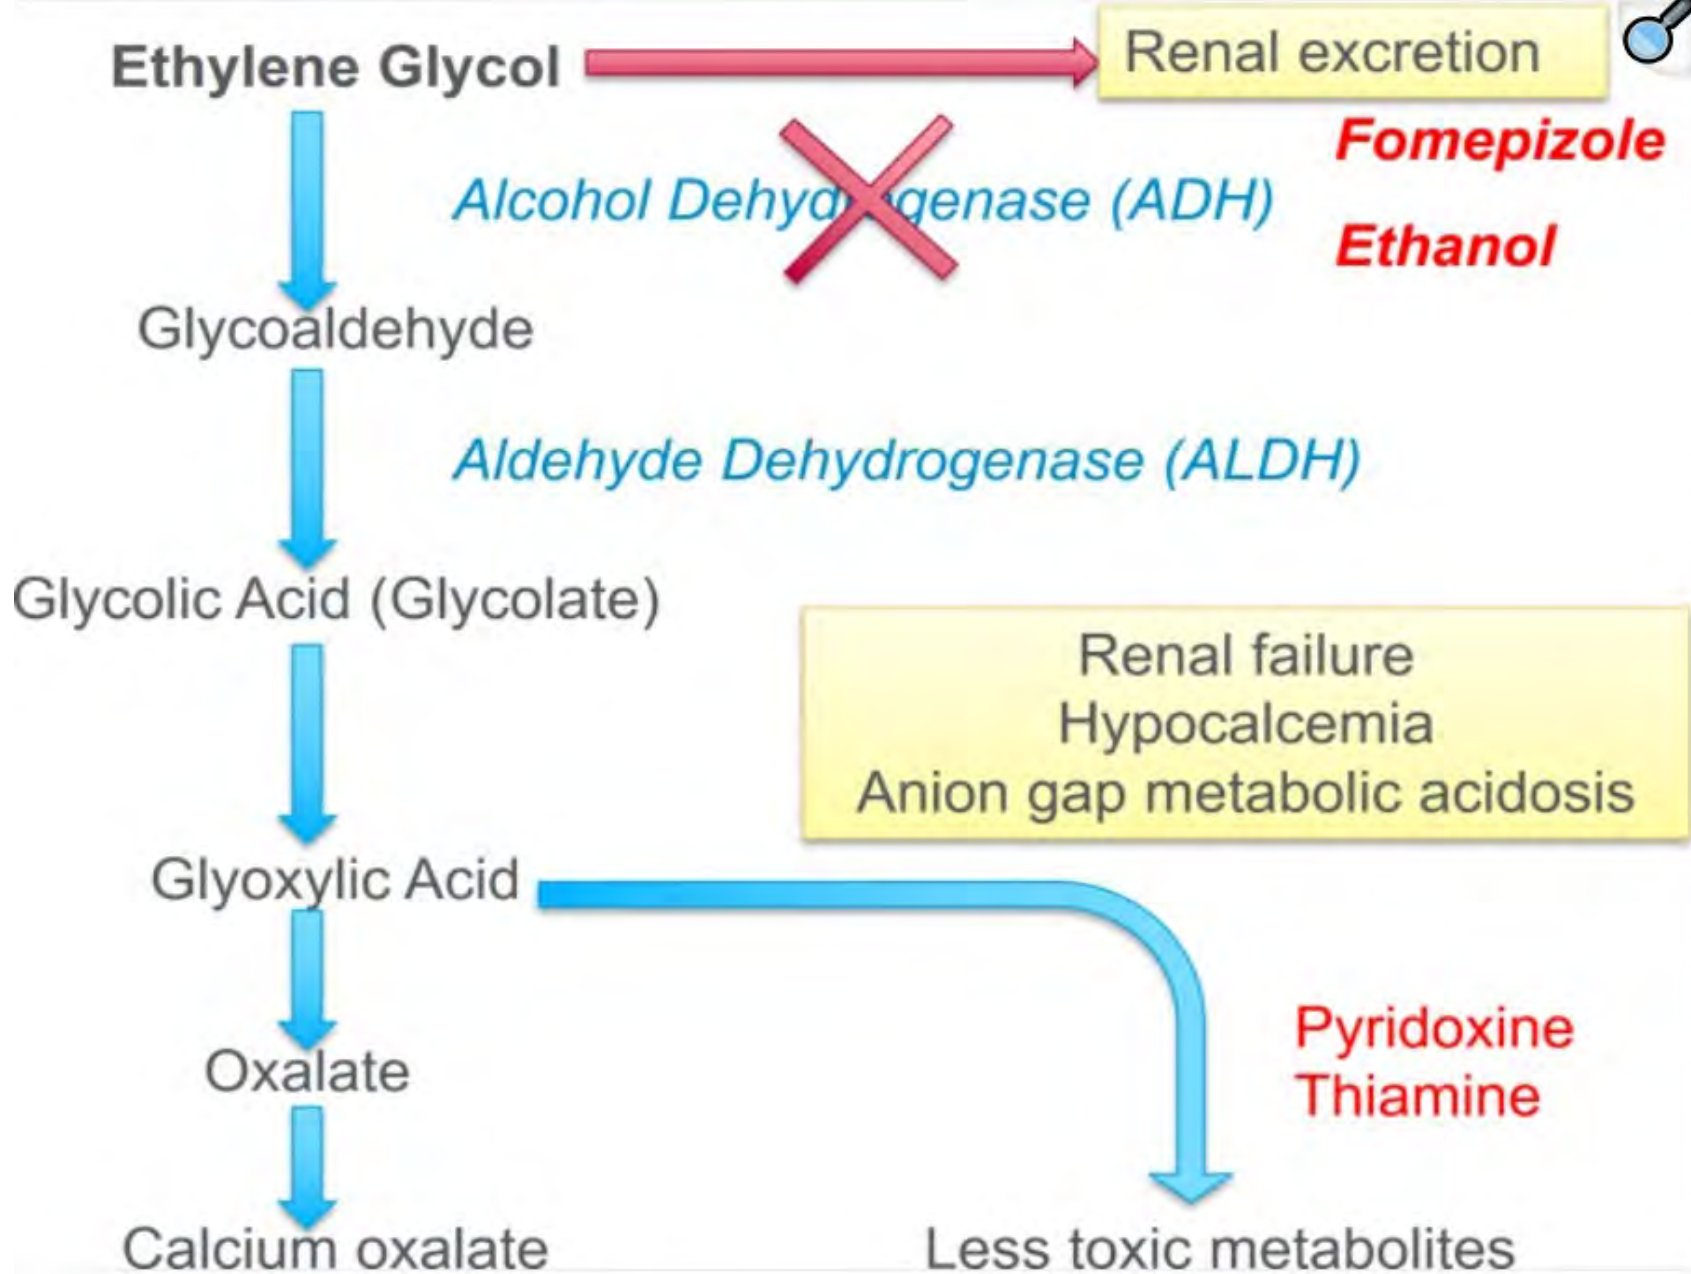 Ethylene Glycol
Renal excretion
Fomepizole
Alcohol Dehydrogenase (ADH)
Ethanol
Glycoaldehyde
Aldehyde Dehydrogenase (ALDH)
Glycolic Acid (Glycolate)
Renal failure
Hypocalcemia
Anion gap metabolic acidosis
Glyoxylic Acid
Pyridoxine
Oxalate
Thiamine
Calcium oxalate
Less toxic metabolites